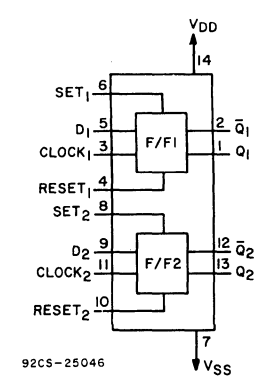 VDD
14
6
SET1
5
D1
F/F1
2
Q̅1
3
CLOCK1
1
Q1
4
RESET1
8
SET2
9
D2
F/F2
12
Q̅2
11
CLOCK2
13
Q2
10
RESET2
7
92CS-25046
VSS